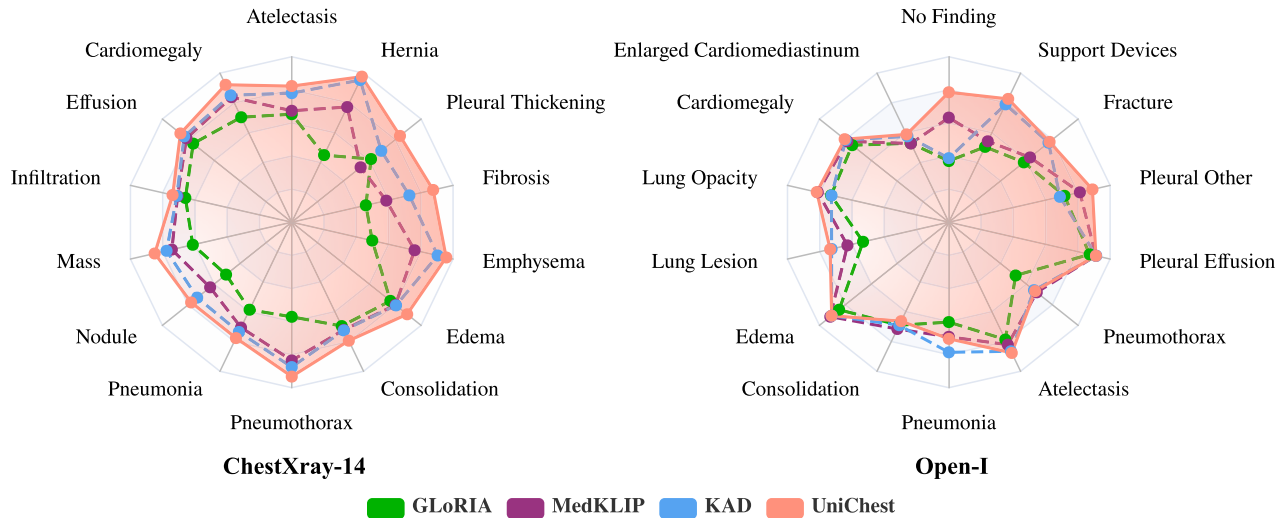 Atelectasis
Cardiomegaly
Hernia
Effusion
Pleural Thickening
Infiltration
Fibrosis
Mass
Emphysema
Nodule
Edema
Pneumonia
Consolidation
Pneumothorax
ChestXray-14
No Finding
Enlarged Cardiomediastinum
Support Devices
Cardiomegaly
Fracture
Lung Opacity
Pleural Other
Lung Lesion
Pleural Effusion
Edema
Pneumothorax
Consolidation
Atelectasis
Pneumonia
Open-I
GLoRIA MedKLIP KAD UniChest